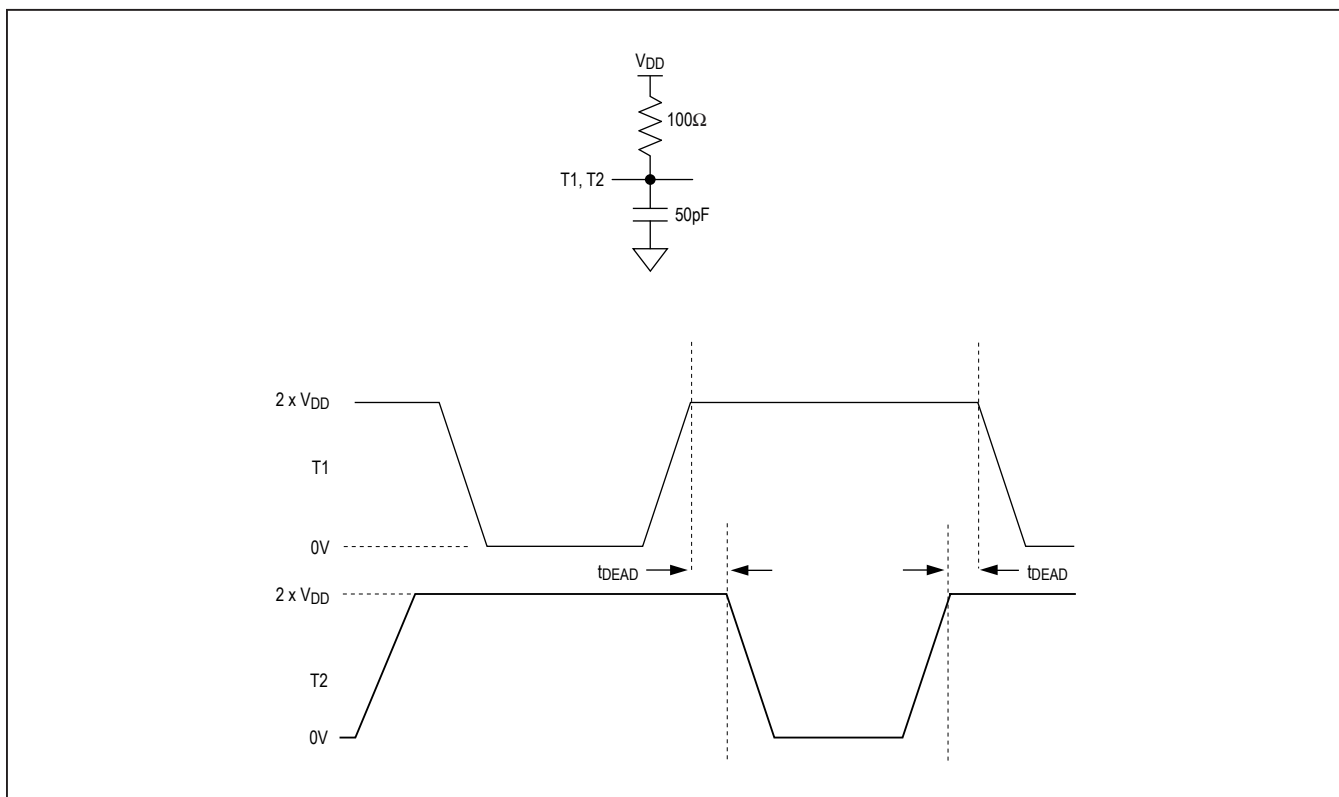 VDD
100Ω
T1, T2
50pF
2 x VDD
T1
0V
tDEAD
tDEAD
2 x VDD
T2
0V